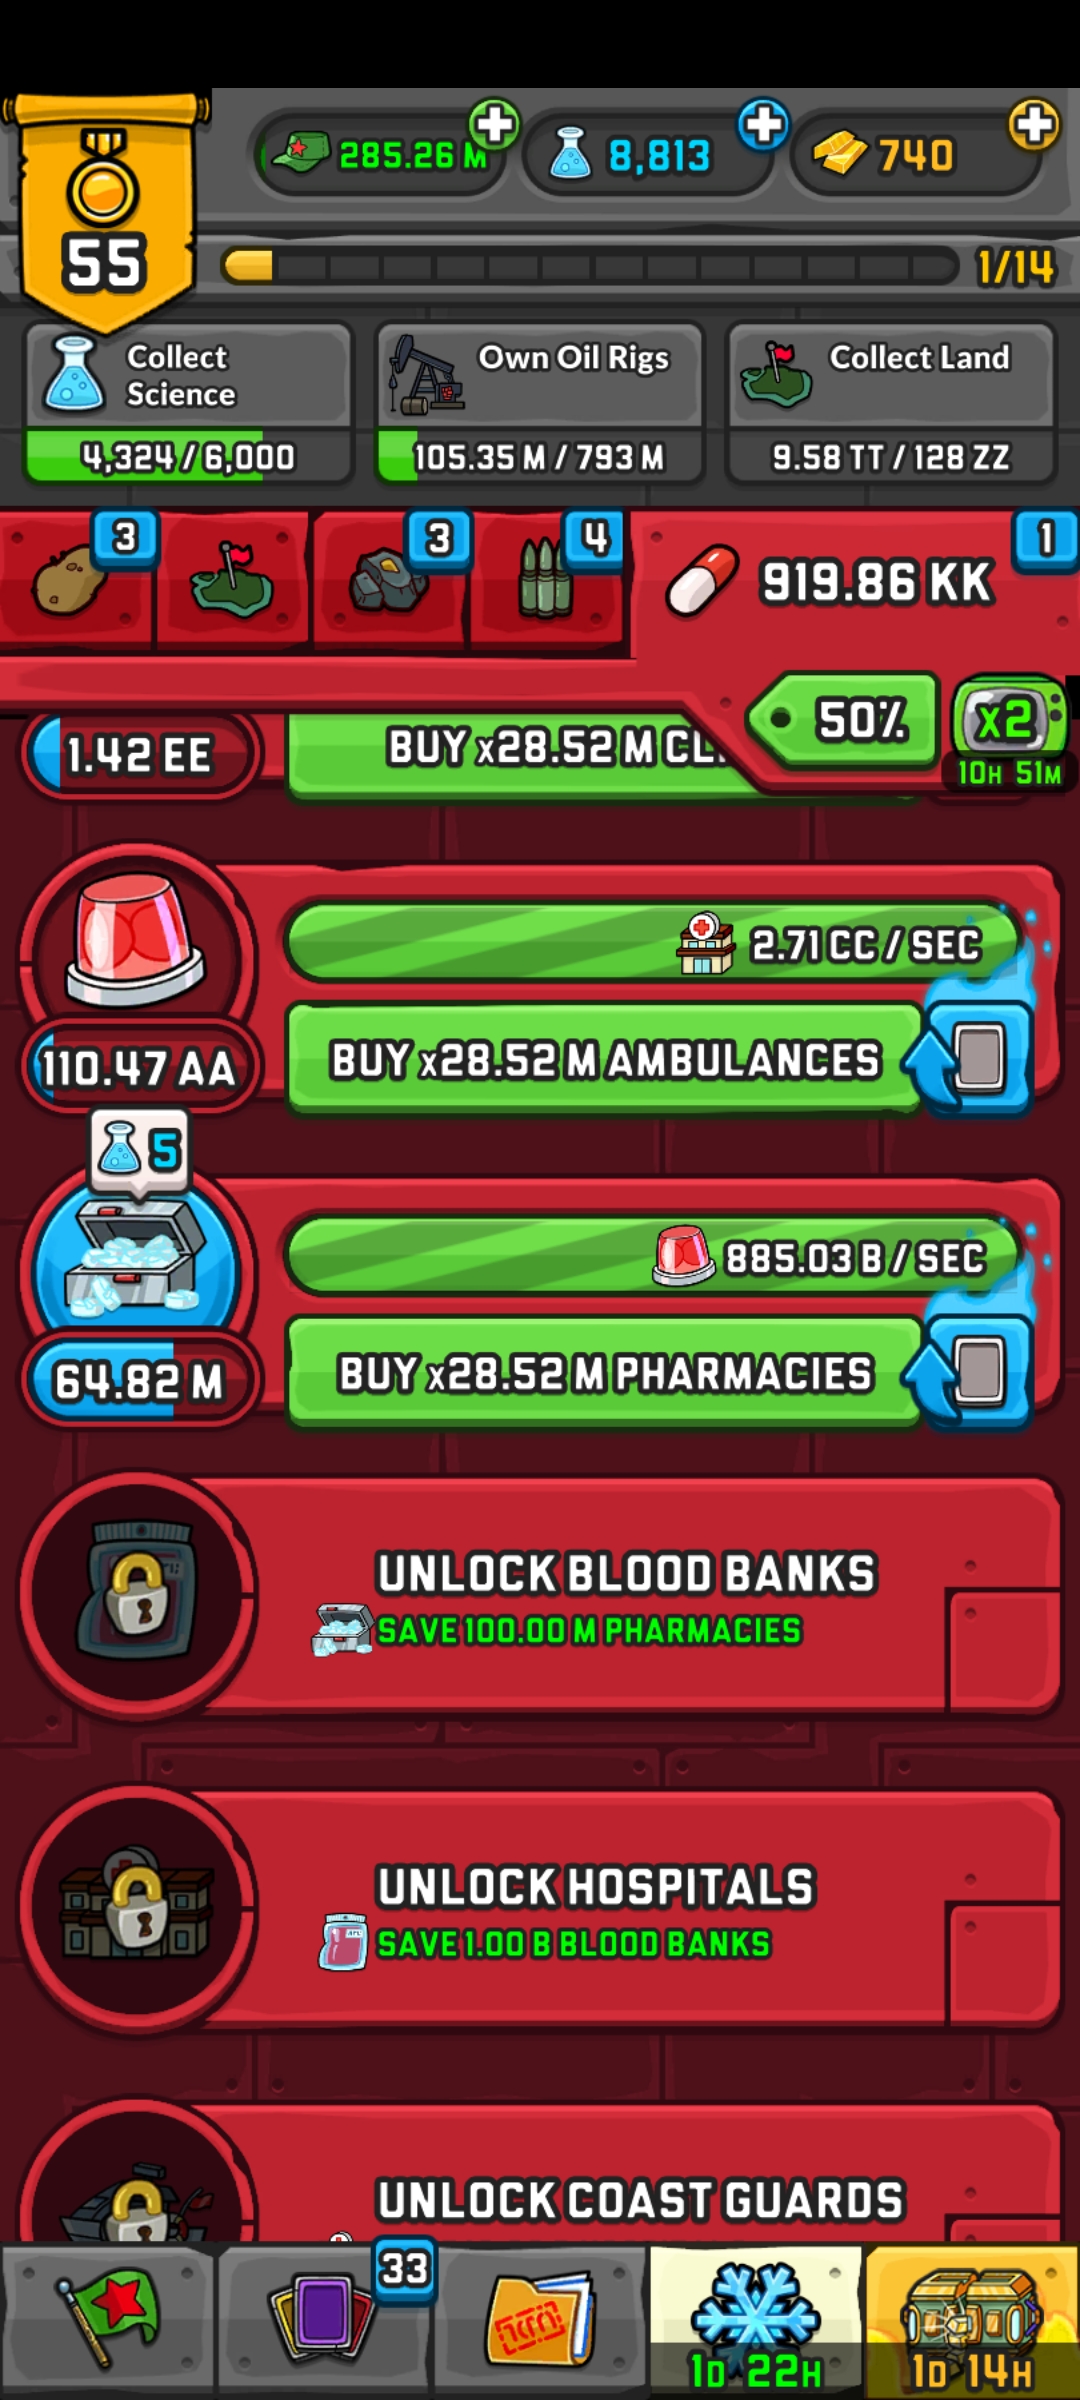 285.26 M
8,813
740
55
1/14
Collect
Science
4,324 / 6,000
Own Oil Rigs
105.35 M / 793 M
Collect Land
9.58 TT / 128 ZZ
3
3
4
919.86 KK
1
50%
x2
10H 51M
1.42 EE
BUY x28.52 M CL.
2.71 CC / SEC
110.47 AA
BUY x28.52 M AMBULANCES
5
885.03 B / SEC
64.82 M
BUY x28.52 M PHARMACIES
UNLOCK BLOOD BANKS
SAVE 100.00 M PHARMACIES
UNLOCK HOSPITALS
SAVE 1.00 B BLOOD BANKS
UNLOCK COAST GUARDS
33
1D 22H
1D 14H